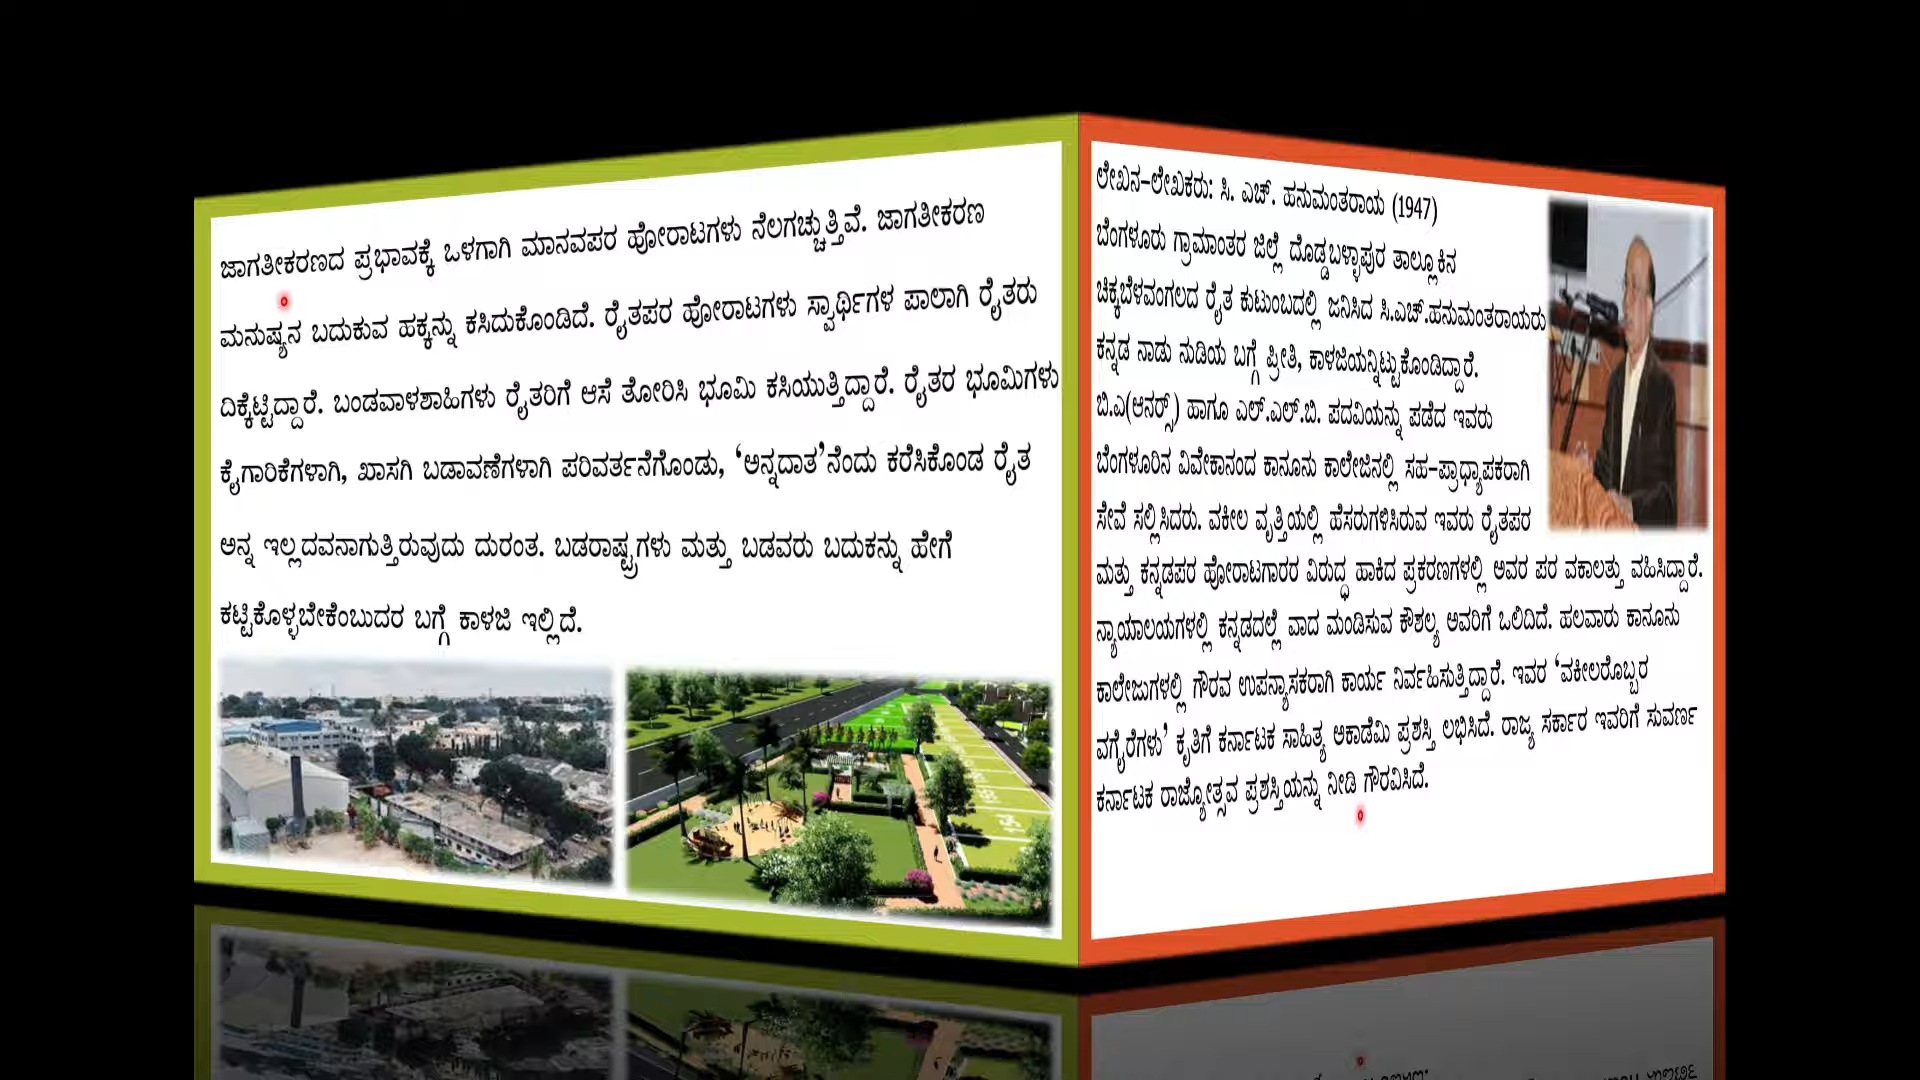 ಜಾಗತೀಕರಣದ ಪ್ರಭಾವಕ್ಕೆ ಒಳಗಾಗಿ ಮಾನವಪರ ಹೋರಾಟಗಳು ನೆಲಗಚ್ಚುತ್ತಿವೆ. ಜಾಗತೀಕರಣ
ಮನುಷ್ಯನ ಬದುಕುವ ಹಕ್ಕನ್ನು ಕಸಿದುಕೊಂಡಿದೆ. ರೈತಪರ ಹೋರಾಟಗಳು ಸ್ವಾರ್ಥಿಗಳ ಪಾಲಾಗಿ ರೈತರು
ದಿಕ್ಕೆಟ್ಟಿದ್ದಾರೆ. ಬಂಡವಾಳಶಾಹಿಗಳು ರೈತರಿಗೆ ಆಸೆ ತೋರಿಸಿ ಭೂಮಿ ಕಸಿಯುತ್ತಿದ್ದಾರೆ. ರೈತರ ಭೂಮಿಗಳು
ಕೈಗಾರಿಕೆಗಳಾಗಿ, ಖಾಸಗಿ ಬಡಾವಣೆಗಳಾಗಿ ಪರಿವರ್ತನೆಗೊಂಡು, ‘ಅನ್ನದಾತ’ನೆಂದು ಕರೆಸಿಕೊಂಡ ರೈತ
ಅನ್ನ ಇಲ್ಲದವನಾಗುತ್ತಿರುವುದು ದುರಂತ. ಬಡರಾಷ್ಟ್ರಗಳು ಮತ್ತು ಬಡವರು ಬದುಕನ್ನು ಹೇಗೆ
ಕಟ್ಟಿಕೊಳ್ಳಬೇಕೆಂಬುದರ ಬಗ್ಗೆ ಕಾಳಜಿ ಇಲ್ಲಿದೆ.
ಲೇಖನ-ಲೇಖಕರು: ಸಿ. ಎಚ್. ಹನುಮಂತರಾಯ (1947)
ಬೆಂಗಳೂರು ಗ್ರಾಮಾಂತರ ಜಿಲ್ಲೆ ದೊಡ್ಡಬಳ್ಳಾಪುರ ತಾಲ್ಲೂಕಿನ
ಚಿಕ್ಕಬೆಳವಂಗಲದ ರೈತ ಕುಟುಂಬದಲ್ಲಿ ಜನಿಸಿದ ಸಿ.ಎಚ್.ಹನುಮಂತರಾಯರು
ಕನ್ನಡ ನಾಡು ನುಡಿಯ ಬಗ್ಗೆ ಪ್ರೀತಿ, ಕಾಳಜಿಯನ್ನಿಟ್ಟುಕೊಂಡಿದ್ದಾರೆ.
ಬಿ.ಎ(ಆನರ್ಸ್) ಹಾಗೂ ಎಲ್.ಎಲ್.ಬಿ. ಪದವಿಯನ್ನು ಪಡೆದ ಇವರು
ಬೆಂಗಳೂರಿನ ವಿವೇಕಾನಂದ ಕಾನೂನು ಕಾಲೇಜಿನಲ್ಲಿ ಸಹ-ಪ್ರಾಧ್ಯಾಪಕರಾಗಿ
ಸೇವೆ ಸಲ್ಲಿಸಿದರು. ವಕೀಲ ವೃತ್ತಿಯಲ್ಲಿ ಹೆಸರುಗಳಿಸಿರುವ ಇವರು ರೈತಪರ
ಮತ್ತು ಕನ್ನಡಪರ ಹೋರಾಟಗಾರರ ವಿರುದ್ಧ ಹಾಕಿದ ಪ್ರಕರಣಗಳಲ್ಲಿ ಅವರ ಪರ ವಕಾಲತ್ತು ವಹಿಸಿದ್ದಾರೆ.
ನ್ಯಾಯಾಲಯಗಳಲ್ಲಿ ಕನ್ನಡದಲ್ಲೆ ವಾದ ಮಂಡಿಸುವ ಕೌಶಲ್ಯ ಅವರಿಗೆ ಒಲಿದಿದೆ. ಹಲವಾರು ಕಾನೂನು
ಕಾಲೇಜುಗಳಲ್ಲಿ ಗೌರವ ಉಪನ್ಯಾಸಕರಾಗಿ ಕಾರ್ಯ ನಿರ್ವಹಿಸುತ್ತಿದ್ದಾರೆ. ಇವರ ‘ವಕೀಲರೊಬ್ಬರ
ವಗೈರೆಗಳು’ ಕೃತಿಗೆ ಕರ್ನಾಟಕ ಸಾಹಿತ್ಯ ಅಕಾಡೆಮಿ ಪ್ರಶಸ್ತಿ ಲಭಿಸಿದೆ. ರಾಜ್ಯ ಸರ್ಕಾರ ಇವರಿಗೆ ಸುವರ್ಣ
ಕರ್ನಾಟಕ ರಾಜ್ಯೋತ್ಸವ ಪ್ರಶಸ್ತಿಯನ್ನು ನೀಡಿ ಗೌರವಿಸಿದೆ.